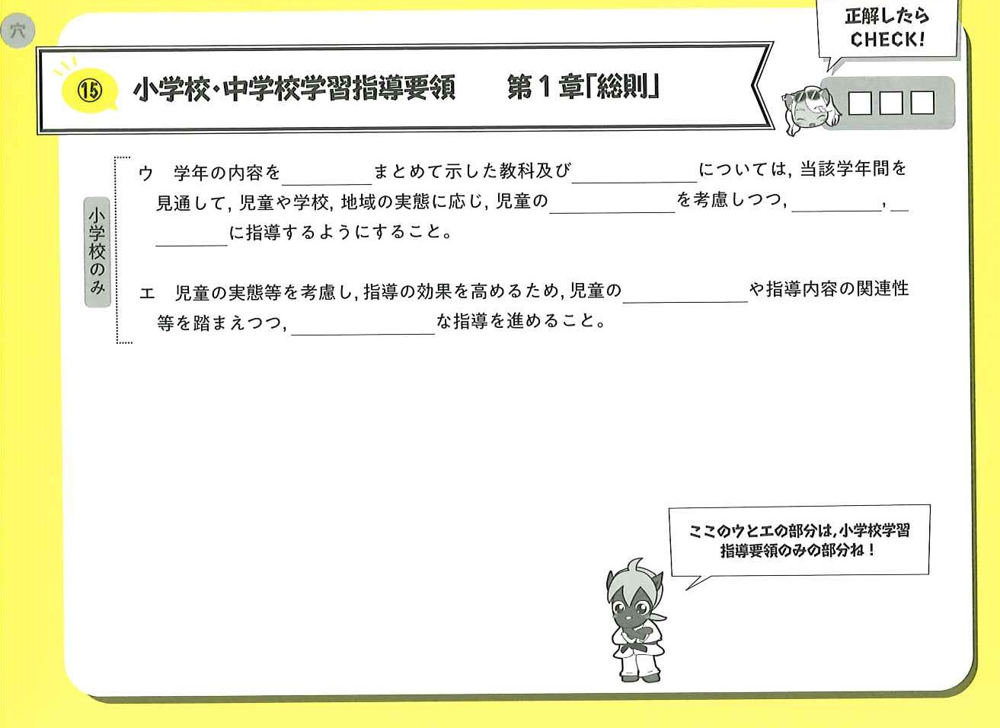 穴
正解したら
CHECK!
⑮ 小学校・中学校学習指導要領 第1章「総則」
小学校のみ
ウ 学年の内容を＿＿＿＿＿まとめて示した教科及び＿＿＿＿＿＿＿については, 当該学年間を
見通して, 児童や学校, 地域の実態に応じ, 児童の＿＿＿＿＿＿＿を考慮しつつ, ＿＿＿＿＿, ＿
＿＿＿＿に指導するようにすること。
エ 児童の実態等を考慮し, 指導の効果を高めるため, 児童の＿＿＿＿＿＿＿や指導内容の関連性
等を踏まえつつ, ＿＿＿＿＿＿＿＿な指導を進めること。
ここのウとエの部分は, 小学校学習
指導要領のみの部分ね！